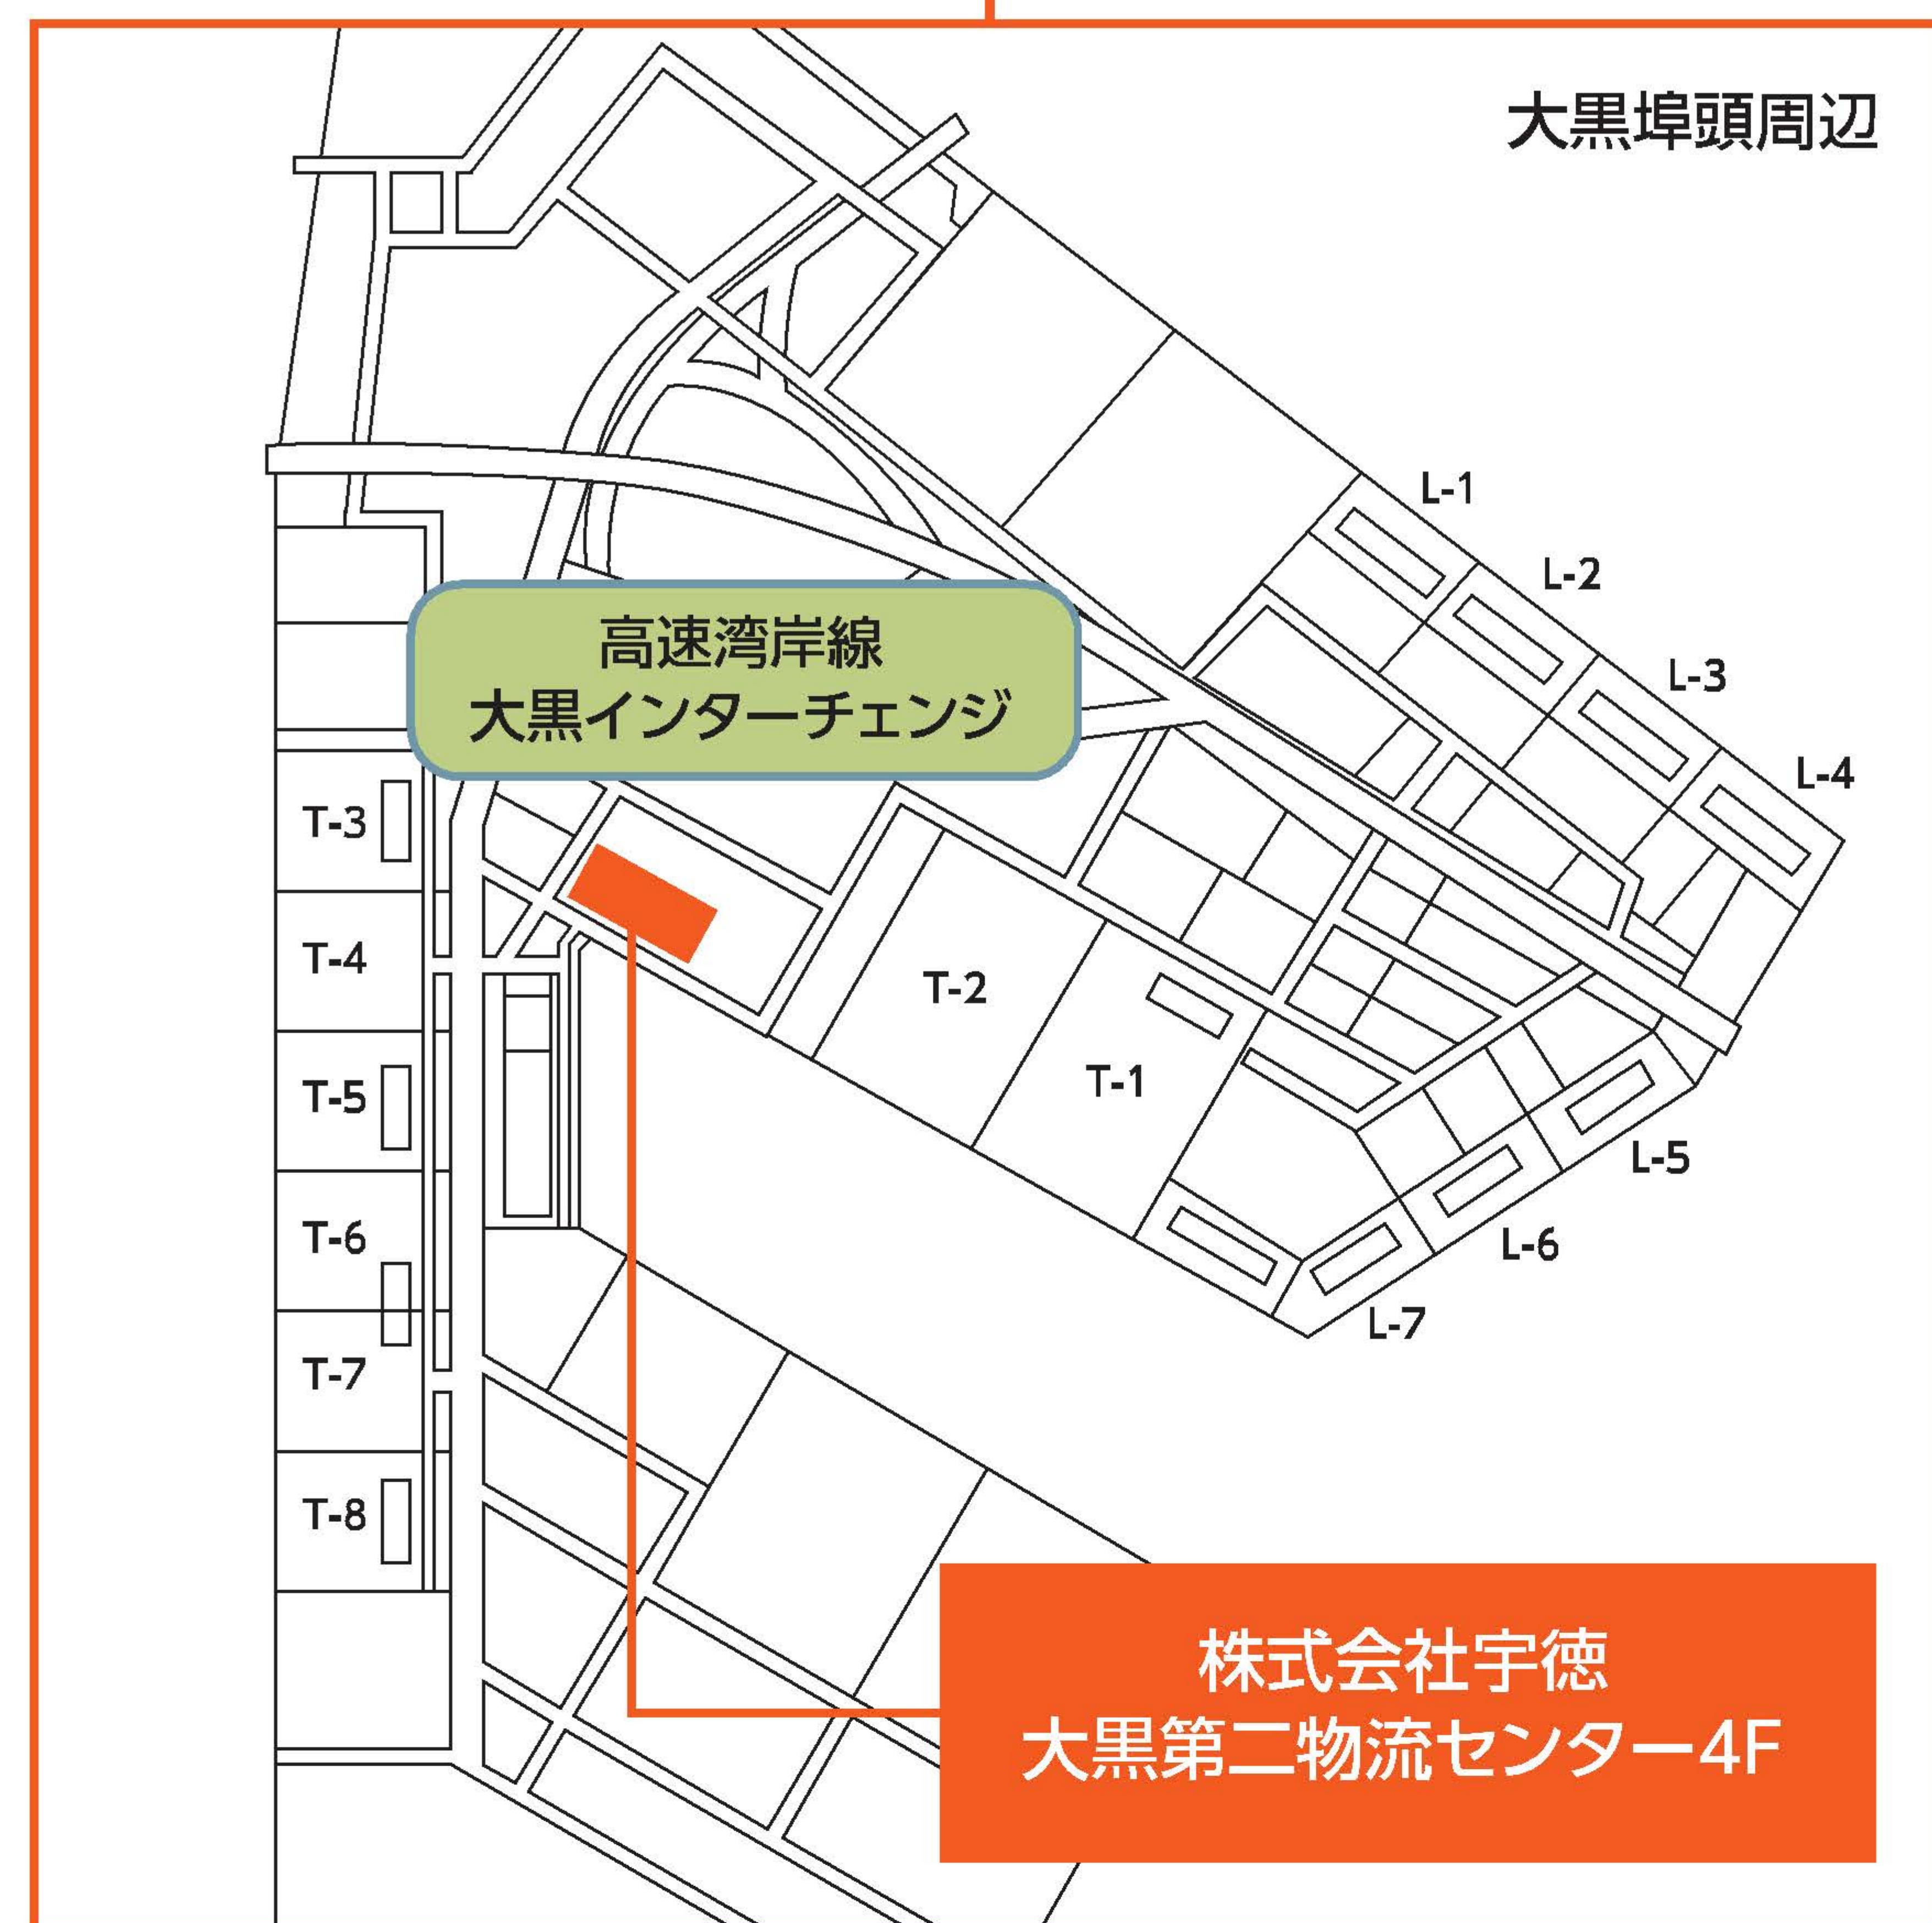 大黒埠頭周辺
L-1
L-2
L-3
L-4
高速湾岸線
大黒インターチェンジ
T-3
T-4
T-5
T-6
T-7
T-8
T-2
T-1
L-5
L-6
L-7
株式会社宇徳
大黒第二物流センター4F